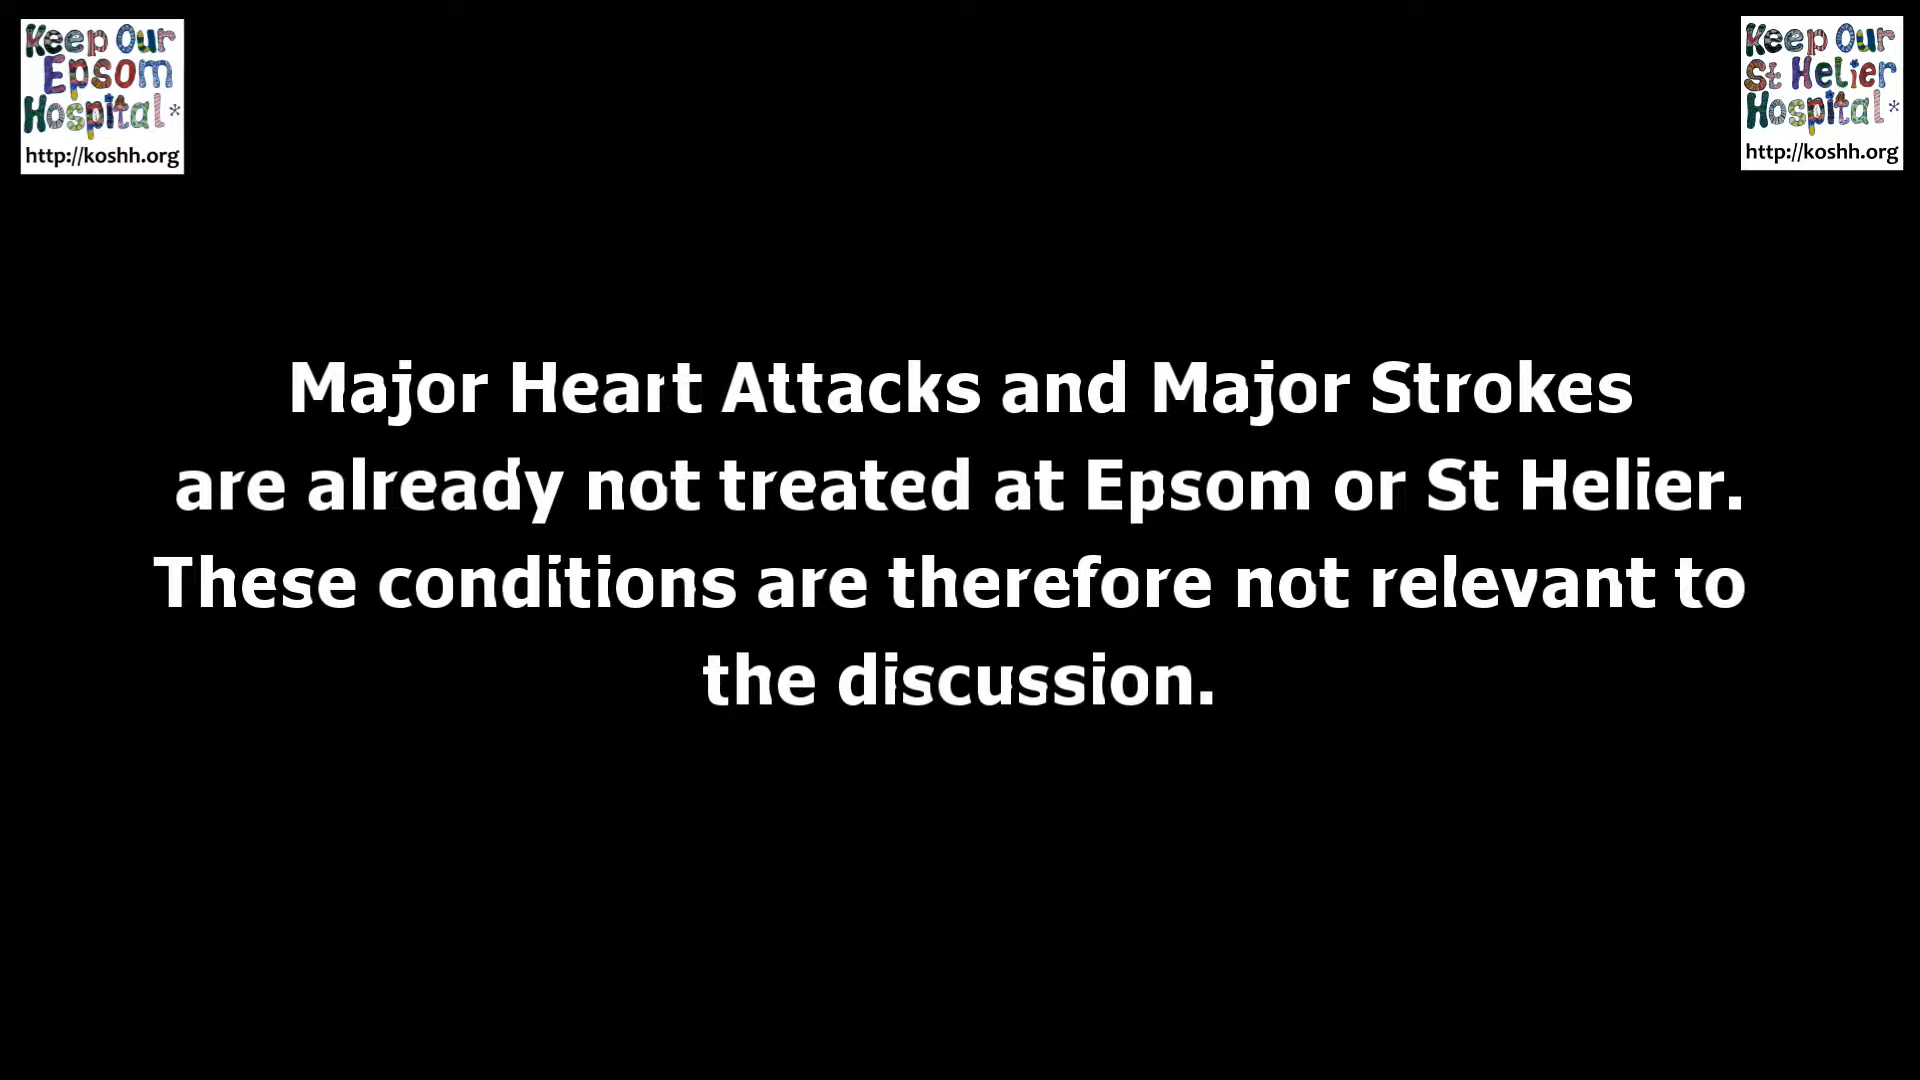 Keep Our
Epsom
Hospital*
http://koshh.org
Keep Our
St Helier
Hospital*
http://koshh.org
Major Heart Attacks and Major Strokes
are already not treated at Epsom or St Helier.
These conditions are therefore not relevant to
the discussion.